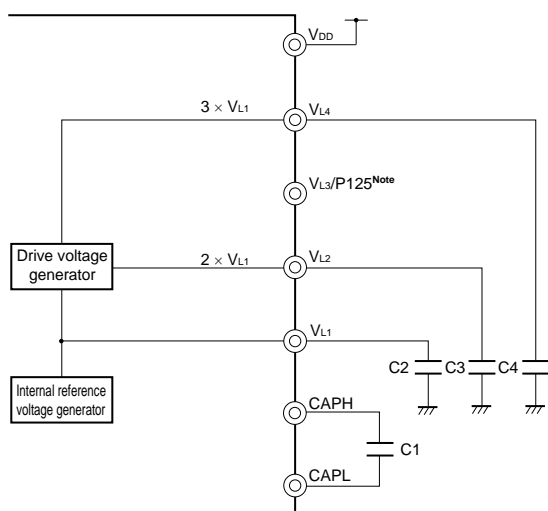 VDD
3 × VL1
VL4
VL3/P125Note
Drive voltage
generator
2 × VL1
VL2
VL1
C2
C3
C4
Internal reference
voltage generator
CAPH
C1
CAPL